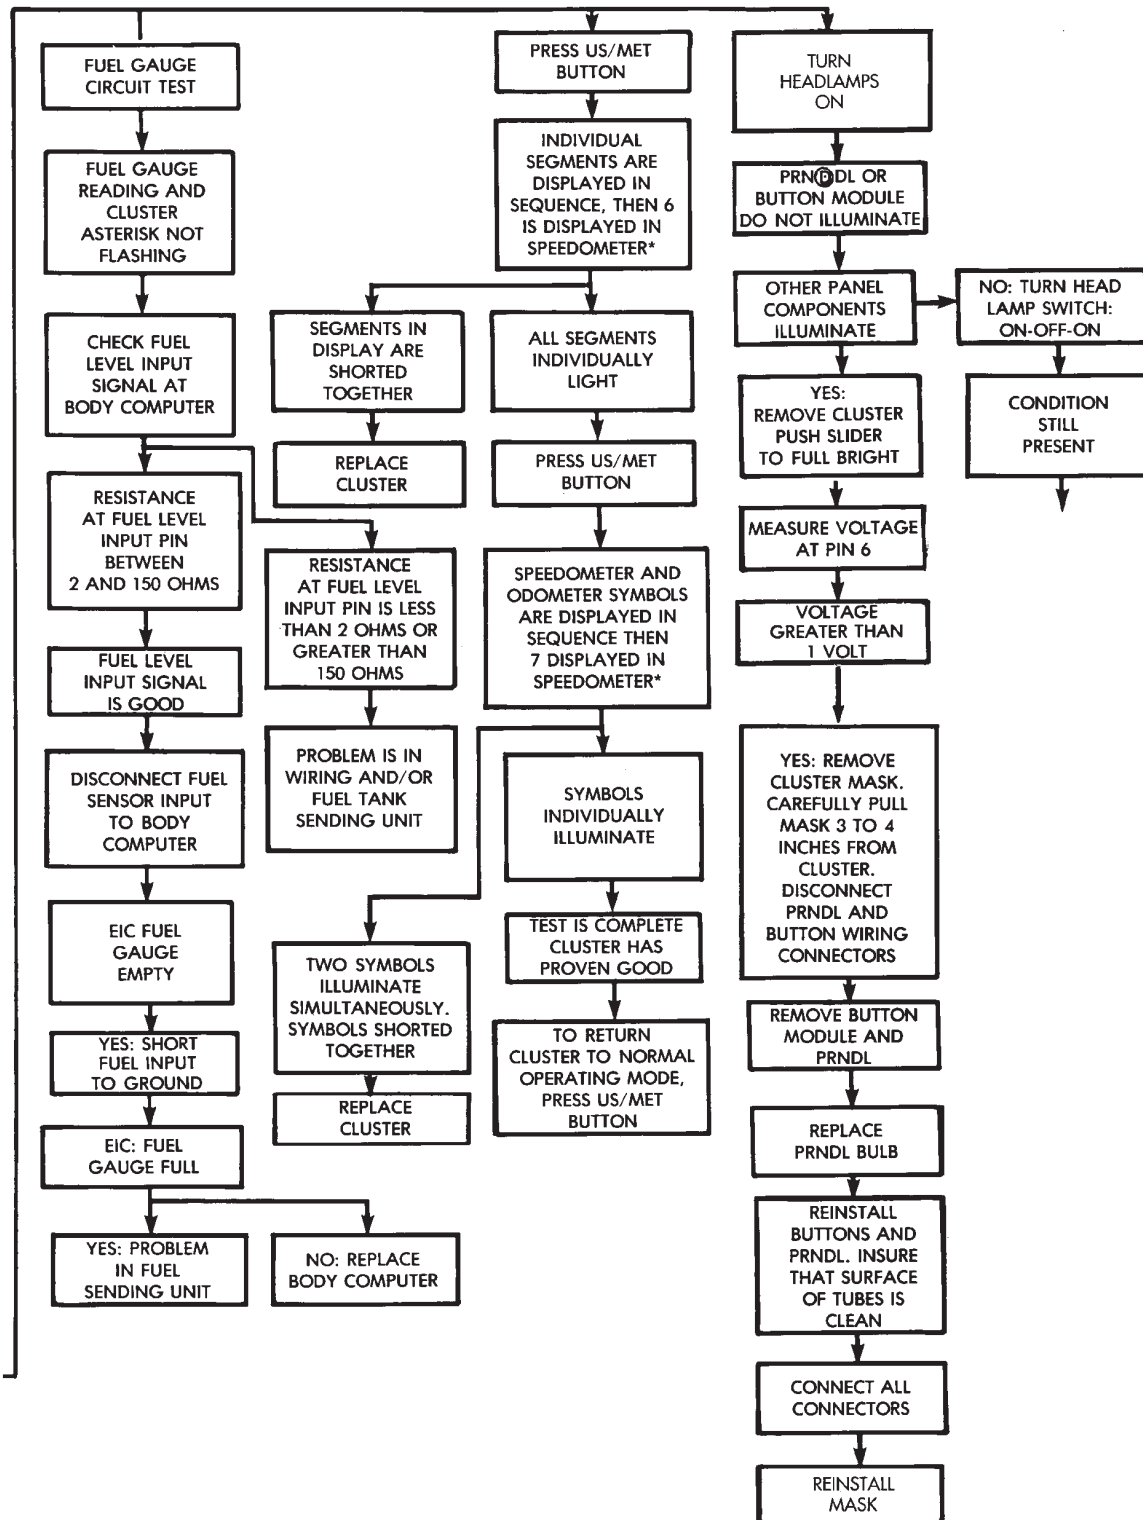 FUEL GAUGE
CIRCUIT TEST
FUEL GAUGE
READING AND
CLUSTER
ASTERISK NOT
FLASHING
CHECK FUEL
LEVEL INPUT
SIGNAL AT
BODY COMPUTER
RESISTANCE
AT FUEL LEVEL
INPUT PIN
BETWEEN
2 AND 150 OHMS
FUEL LEVEL
INPUT SIGNAL
IS GOOD
DISCONNECT FUEL
SENSOR INPUT
TO BODY
COMPUTER
EIC FUEL
GAUGE
EMPTY
YES: SHORT
FUEL INPUT
TO GROUND
EIC: FUEL
GAUGE FULL
YES: PROBLEM
IN FUEL
SENDING UNIT
NO: REPLACE
BODY COMPUTER
RESISTANCE
AT FUEL LEVEL
INPUT PIN IS LESS
THAN 2 OHMS OR
GREATER THAN
150 OHMS
PROBLEM IS IN
WIRING AND/OR
FUEL TANK
SENDING UNIT
PRESS US/MET
BUTTON
INDIVIDUAL
SEGMENTS ARE
DISPLAYED IN
SEQUENCE, THEN 6
IS DISPLAYED IN
SPEEDOMETER*
SEGMENTS IN
DISPLAY ARE
SHORTED
TOGETHER
REPLACE
CLUSTER
ALL SEGMENTS
INDIVIDUALLY
LIGHT
PRESS US/MET
BUTTON
SPEEDOMETER AND
ODOMETER SYMBOLS
ARE DISPLAYED IN
SEQUENCE THEN
7 DISPLAYED IN
SPEEDOMETER*
TWO SYMBOLS
ILLUMINATE
SIMULTANEOUSLY.
SYMBOLS SHORTED
TOGETHER
REPLACE
CLUSTER
SYMBOLS
INDIVIDUALLY
ILLUMINATE
TEST IS COMPLETE
CLUSTER HAS
PROVEN GOOD
TO RETURN
CLUSTER TO NORMAL
OPERATING MODE,
PRESS US/MET
BUTTON
TURN
HEADLAMPS
ON
PRNⒹDL OR
BUTTON MODULE
DO NOT ILLUMINATE
OTHER PANEL
COMPONENTS
ILLUMINATE
NO: TURN HEAD
LAMP SWITCH:
ON-OFF-ON
CONDITION
STILL
PRESENT
YES:
REMOVE CLUSTER
PUSH SLIDER
TO FULL BRIGHT
MEASURE VOLTAGE
AT PIN 6
VOLTAGE
GREATER THAN
1 VOLT
YES: REMOVE
CLUSTER MASK.
CAREFULLY PULL
MASK 3 TO 4
INCHES FROM
CLUSTER.
DISCONNECT
PRNDL AND
BUTTON WIRING
CONNECTORS
REMOVE BUTTON
MODULE AND
PRNDL
REPLACE
PRNDL BULB
REINSTALL
BUTTONS AND
PRNDL. INSURE
THAT SURFACE
OF TUBES IS
CLEAN
CONNECT ALL
CONNECTORS
REINSTALL
MASK